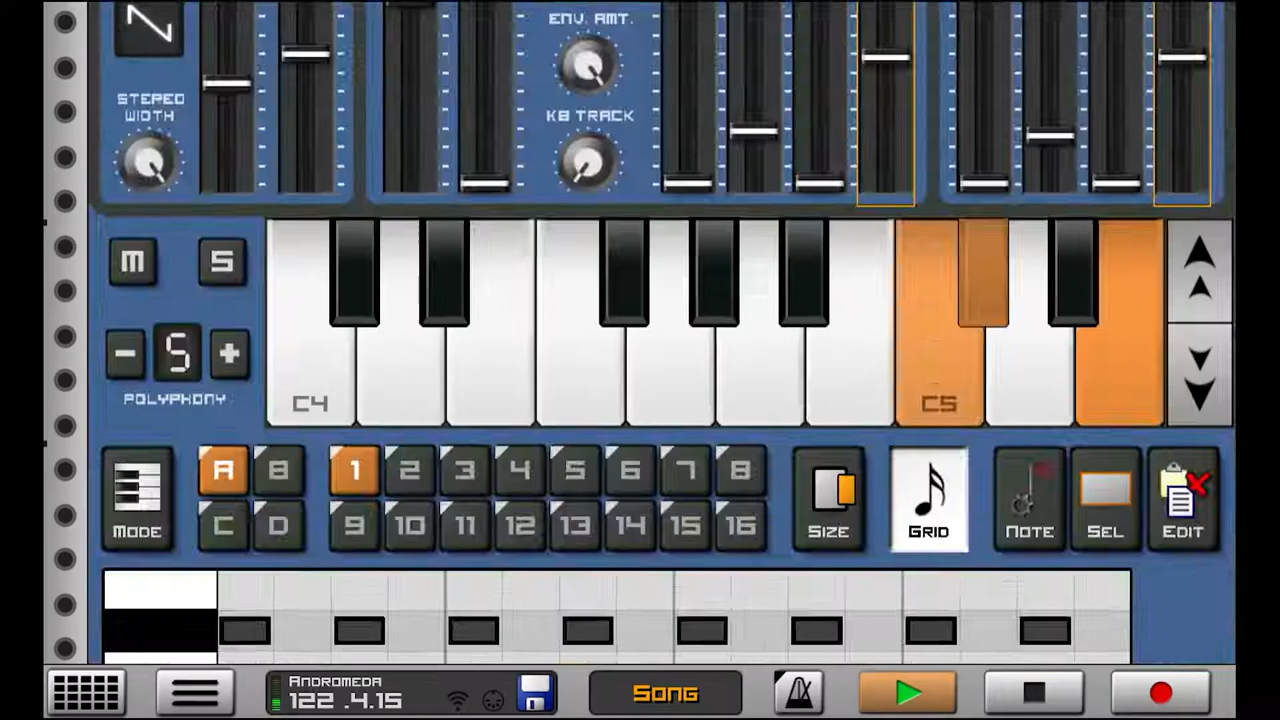 ENV. AMT.
STEREO
WIDTH
KB TRACK
M
S
- 5 +
POLYPHONY
C4
C5
MODE
A B
C D
1 2 3 4 5 6 7 8
9 10 11 12 13 14 15 16
SIZE
GRID
NOTE
SEL
EDIT
ANDROMEDA
122 .4.15
SONG